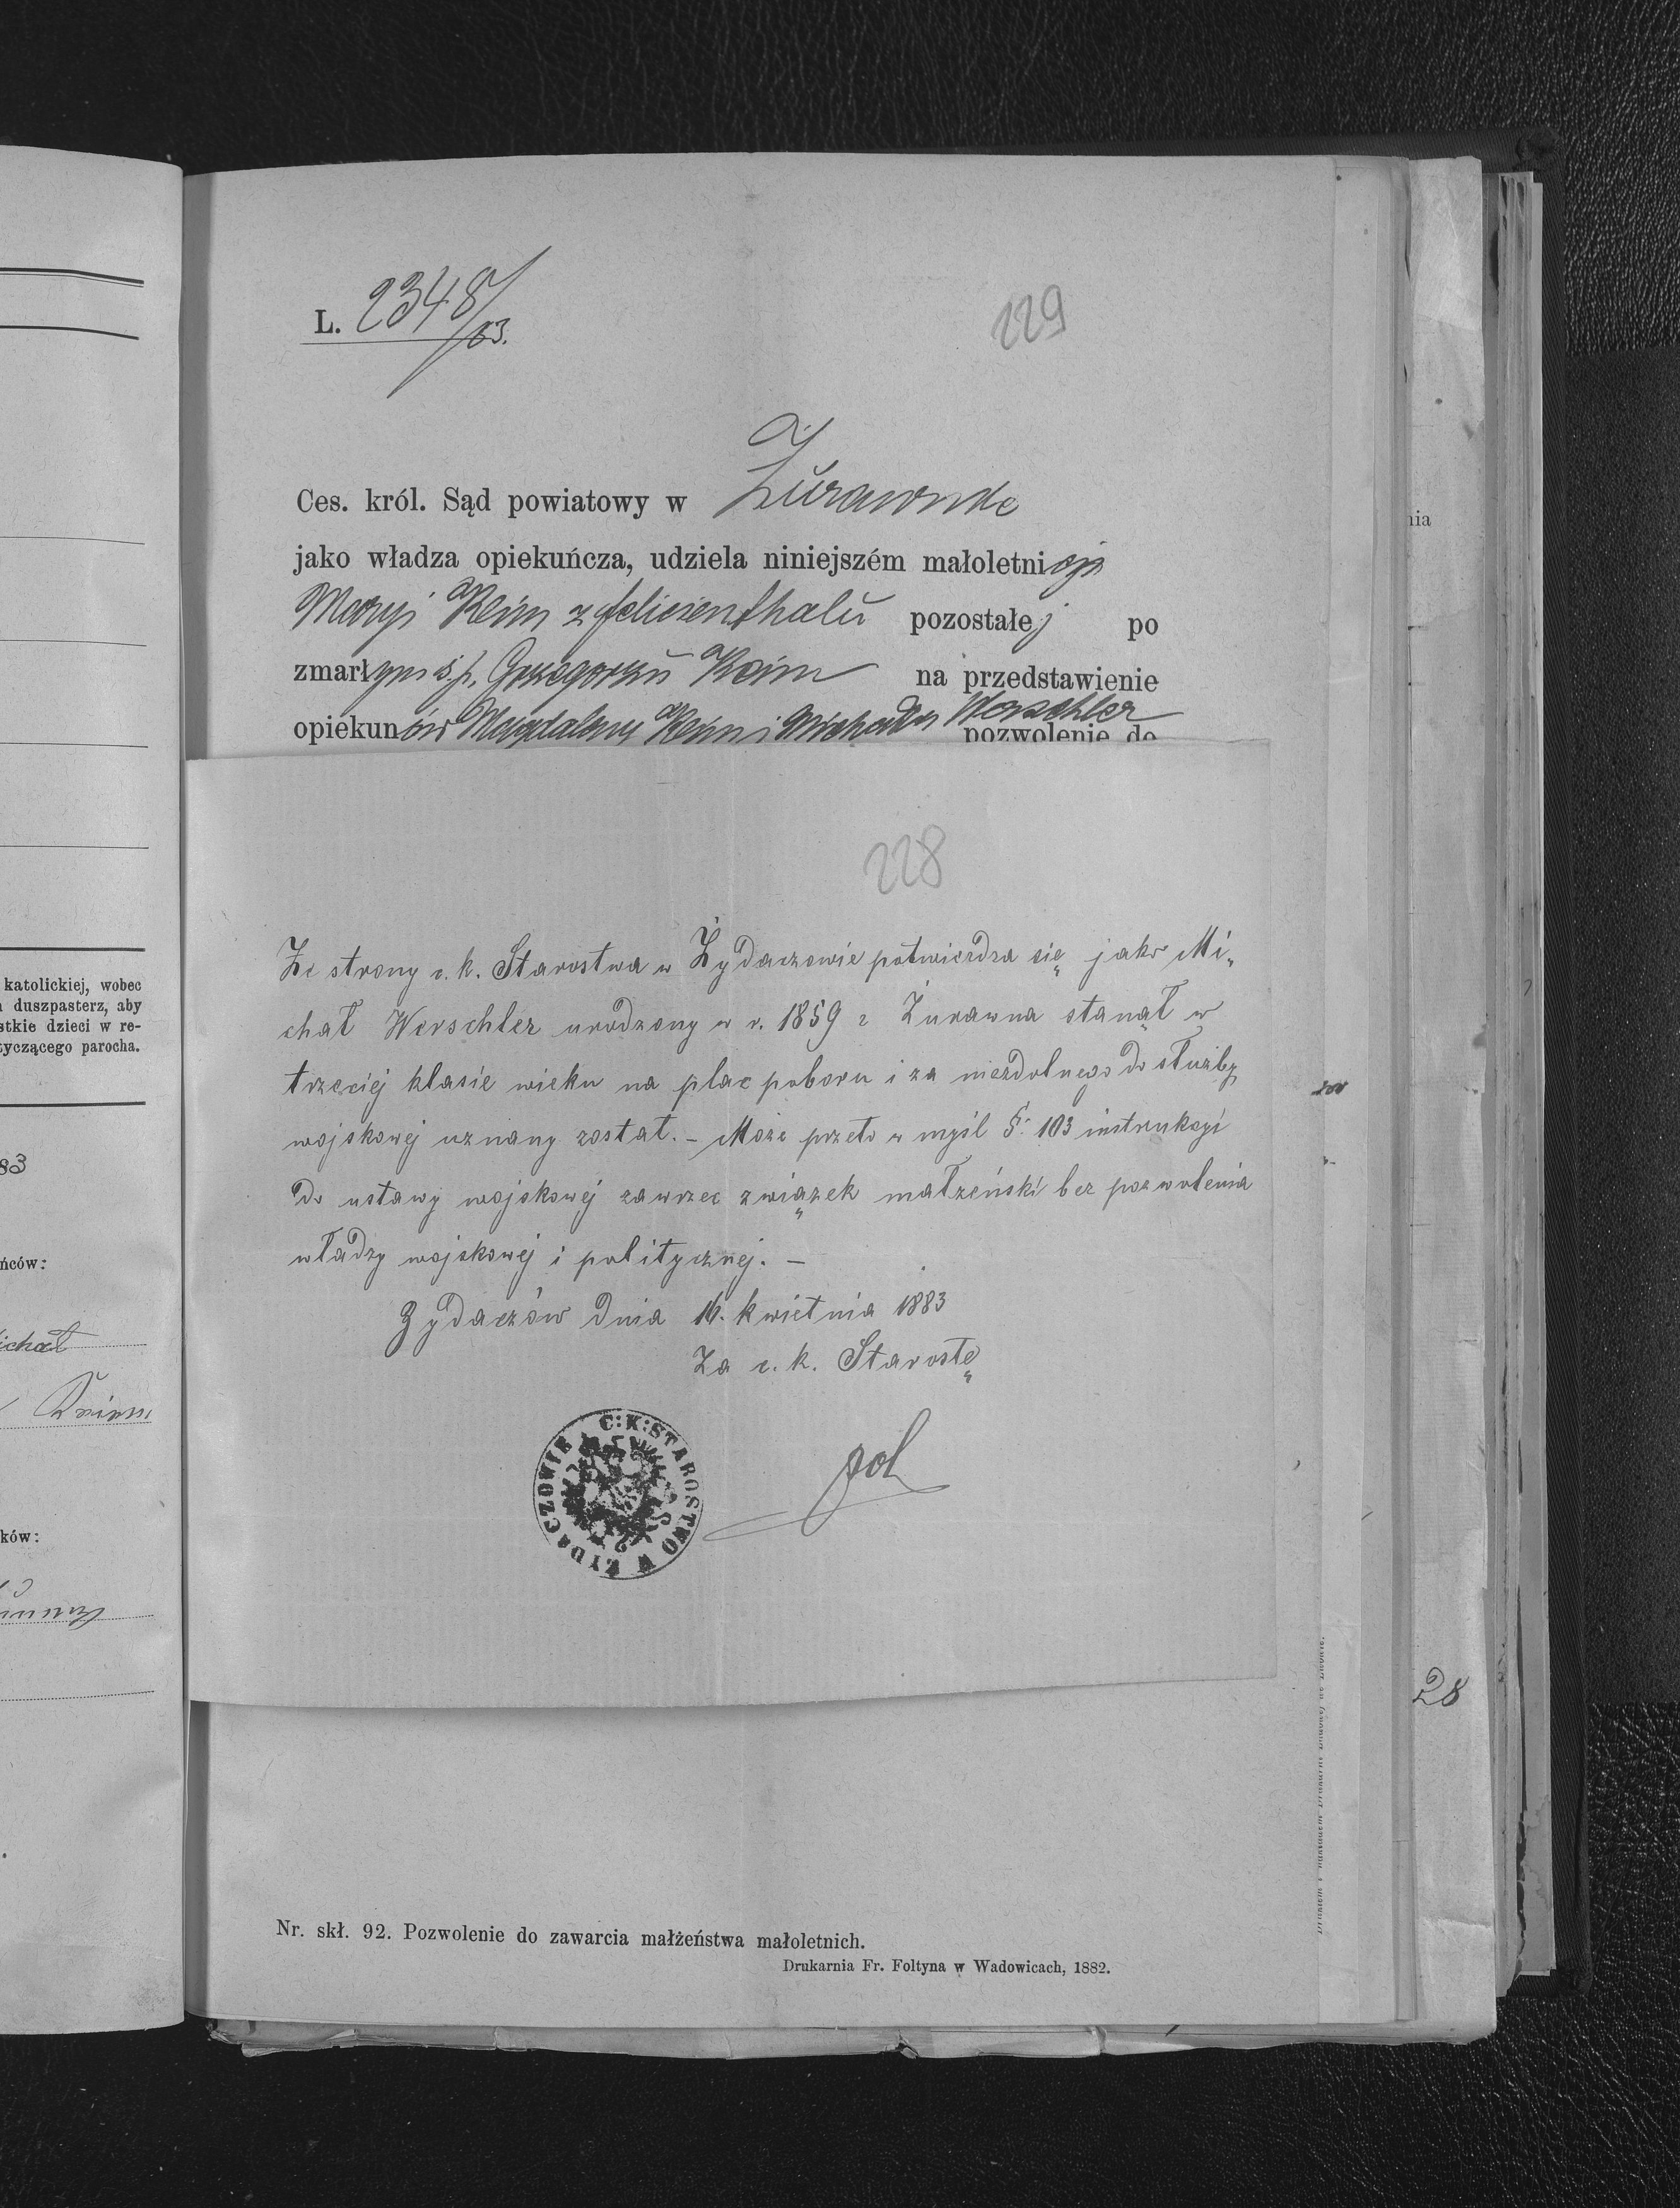 katolickiej, wobec
duszpasterz, aby
stkie dzieci w re-
tyczącego parocha.
83
ńców:
ichał
ków:
L. 2348/83.
229
Ces. król. Sąd powiatowy w Żurawnie
jako władza opiekuńcza, udziela niniejszém małoletniej
Maryi Keim z Felicienthalu pozostałej po
zmarłym ś.p. Grzegorzu Keim na przedstawienie
opiekunów Magdaleny Keim i Michała Werschler
pozwolenie do
228
Ze strony c. k. Starostwa w Żydaczowie potwierdza się jako Mi„
chał Werschler urodzony w r. 1859 z Żurawna stanął w
trzeciej klasie wieku na plac poboru i za niezdolnego do służby
wojskowej uznany został. – Może przeto w myśl §: 103 instrukcyi
do ustawy wojskowej zawrzec związek małżeński bez pozwolenia
władzy wojskowej i politycznej. –
Żydaczów dnia 16. kwietnia 1883
Za c. k. Starostę
C:K:STAROSTWO W ŻYDACZOWIE
Nr. skł. 92. Pozwolenie do zawarcia małżeństwa małoletnich.
Drukarnia Fr. Foltyna w Wadowicach, 1882.
nia
28